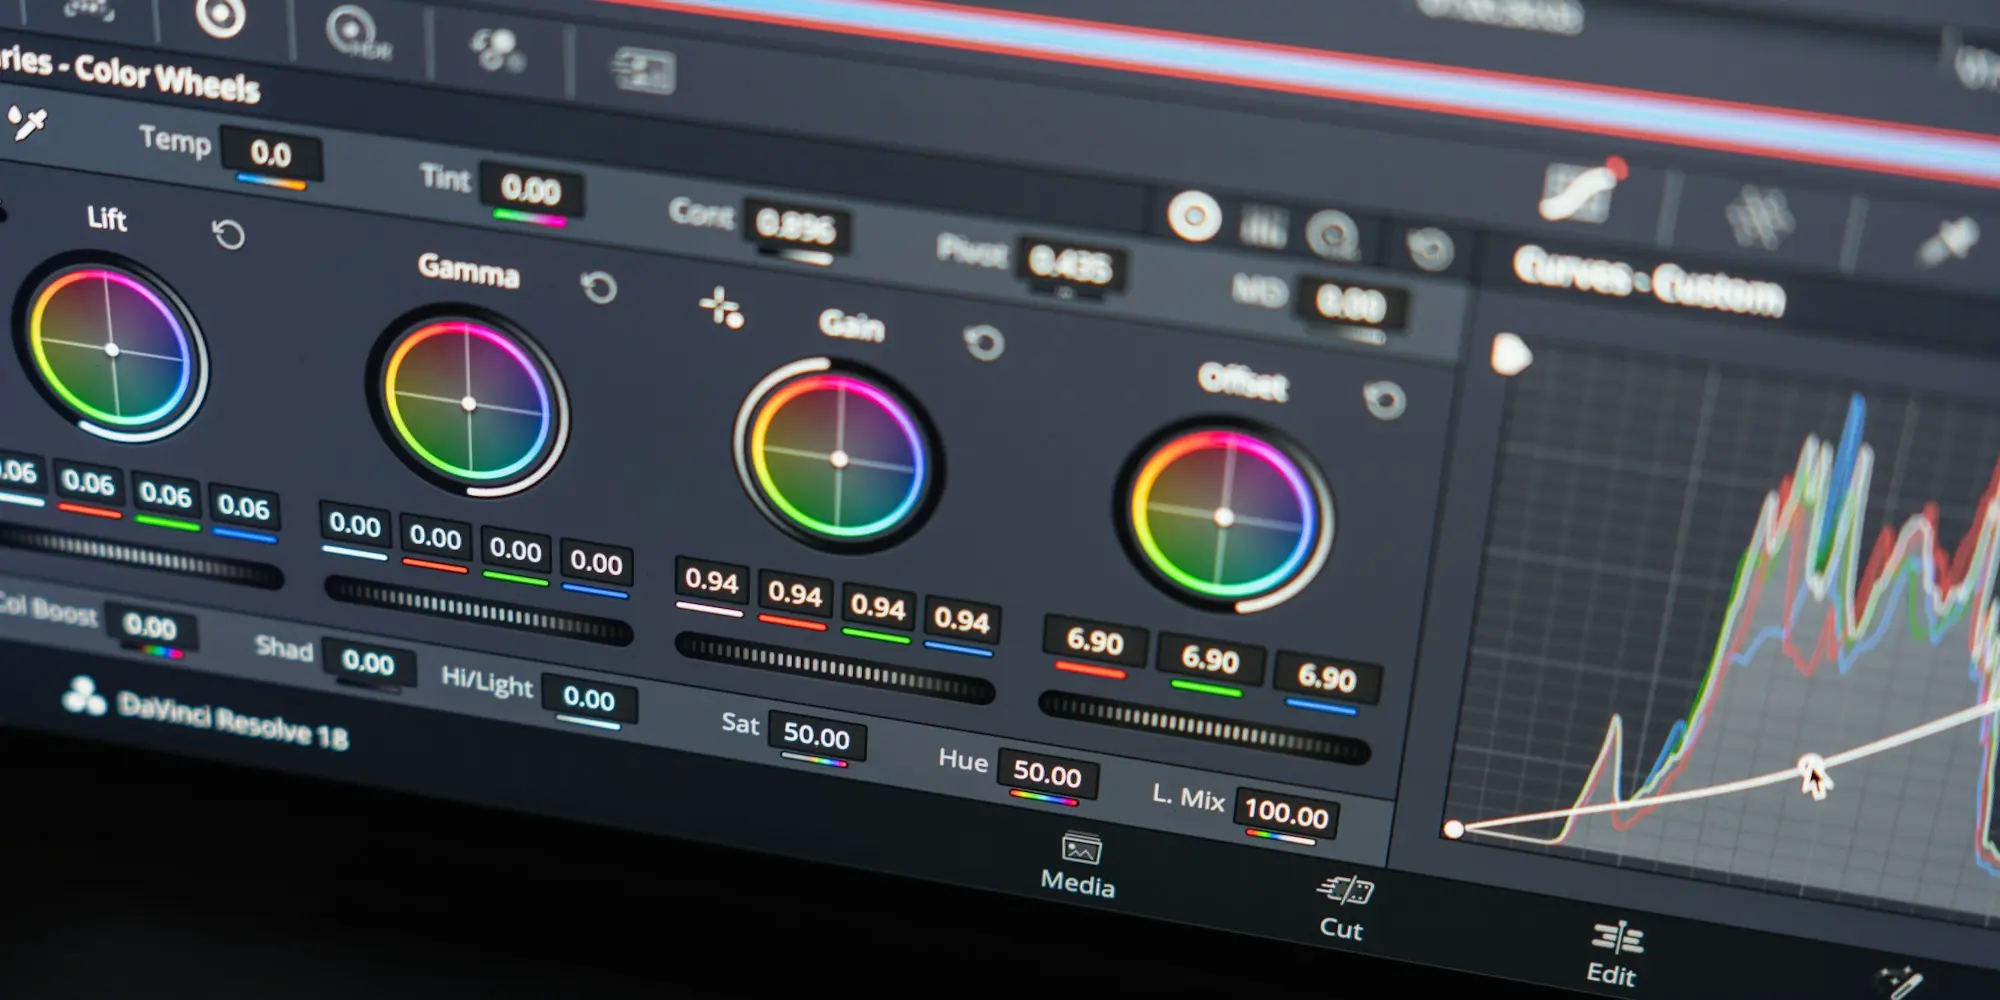 ries - Color Wheels
Temp 0.0
Tint 0.00
Cont 0.896
Pivot 0.435
MD 0.00
Curves - Custom
Lift
Gamma
Gain
Offset
.06 0.06 0.06 0.06
0.00 0.00 0.00 0.00
0.94 0.94 0.94 0.94
6.90 6.90 6.90
Col Boost 0.00
Shad 0.00
Hi/Light 0.00
Sat 50.00
Hue 50.00
L. Mix 100.00
DaVinci Resolve 18
Media
Cut
Edit